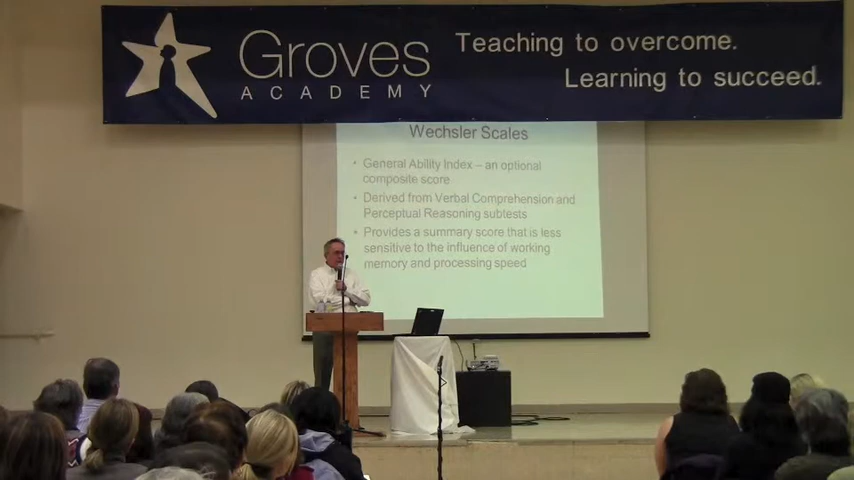 Groves
ACADEMY
Teaching to overcome.
Learning to succeed.
Wechsler Scales
• General Ability Index – an optional
composite score
• Derived from Verbal Comprehension and
Perceptual Reasoning subtests
• Provides a summary score that is less
sensitive to the influence of working
memory and processing speed